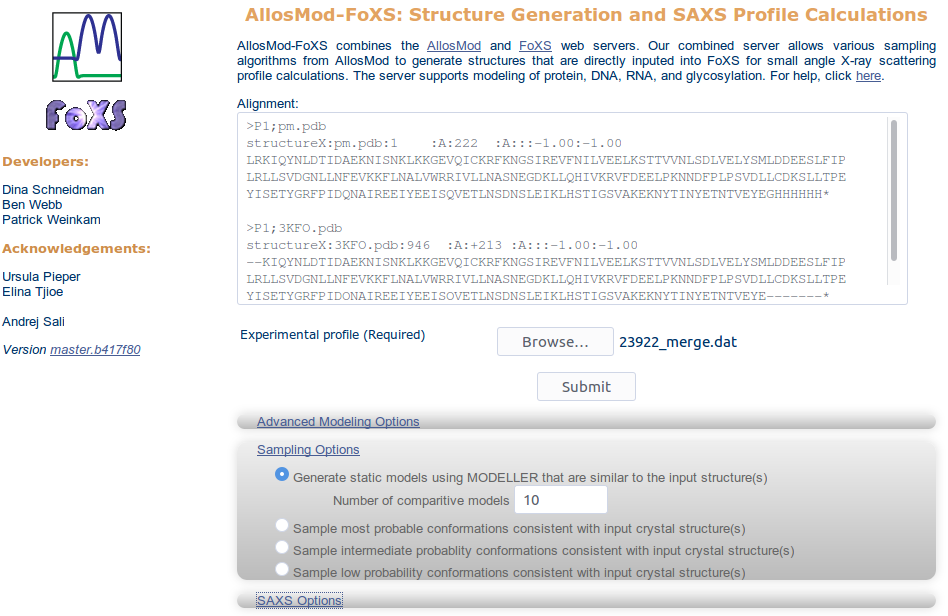 FOXS
Developers:
Dina Schneidman
Ben Webb
Patrick Weinkam
Acknowledgements:
Ursula Pieper
Elina Tjioe
Andrej Sali
Version master.b417f80
AllosMod-FoXS: Structure Generation and SAXS Profile Calculations
AllosMod-FoXS combines the AllosMod and FoXS web servers. Our combined server allows various sampling
algorithms from AllosMod to generate structures that are directly inputed into FoXS for small angle X-ray scattering
profile calculations. The server supports modeling of protein, DNA, RNA, and glycosylation. For help, click here.
Alignment:
>P1;pm.pdb
structureX:pm.pdb:1    :A:222  :A:::-1.00:-1.00
LRKIQYNLDTIDAEKNISNKLKKGEVQICKRFKNGSIREVFNILVEELKSTTVVNLSDLVELYSMLDDEESLFIP
LRLLSVDGNLLNFEVKKFLNALVWRRIVLLNASNEGDKLLQHIVKRVFDEELPKNNDFPLPSVDLLCDKSLLTPE
YISETYGRFPIDQNAIREEIYEEISQVETLNSDNSLEIKLHSTIGSVAKEKNYTINYETNTVEYEGHHHHHH*
>P1;3KFO.pdb
structureX:3KFO.pdb:946  :A:+213 :A:::-1.00:-1.00
--KIQYNLDTIDAEKNISNKLKKGEVQICKRFKNGSIREVFNILVEELKSTTVVNLSDLVELYSMLDDEESLFIP
LRLLSVDGNLLNFEVKKFLNALVWRRIVLLNASNEGDKLLQHIVKRVFDEELPKNNDFPLPSVDLLCDKSLLTPE
YISETYGRFPIDQNAIREEIYEEISQVETLNSDNSLEIKLHSTIGSVAKEKNYTINYETNTVEYE-------*
Experimental profile (Required)
Browse... 23922_merge.dat
Submit
Advanced Modeling Options
Sampling Options
Generate static models using MODELLER that are similar to the input structure(s)
Number of comparitive models 10
Sample most probable conformations consistent with input crystal structure(s)
Sample intermediate probablity conformations consistent with input crystal structure(s)
Sample low probability conformations consistent with input crystal structure(s)
SAXS Options